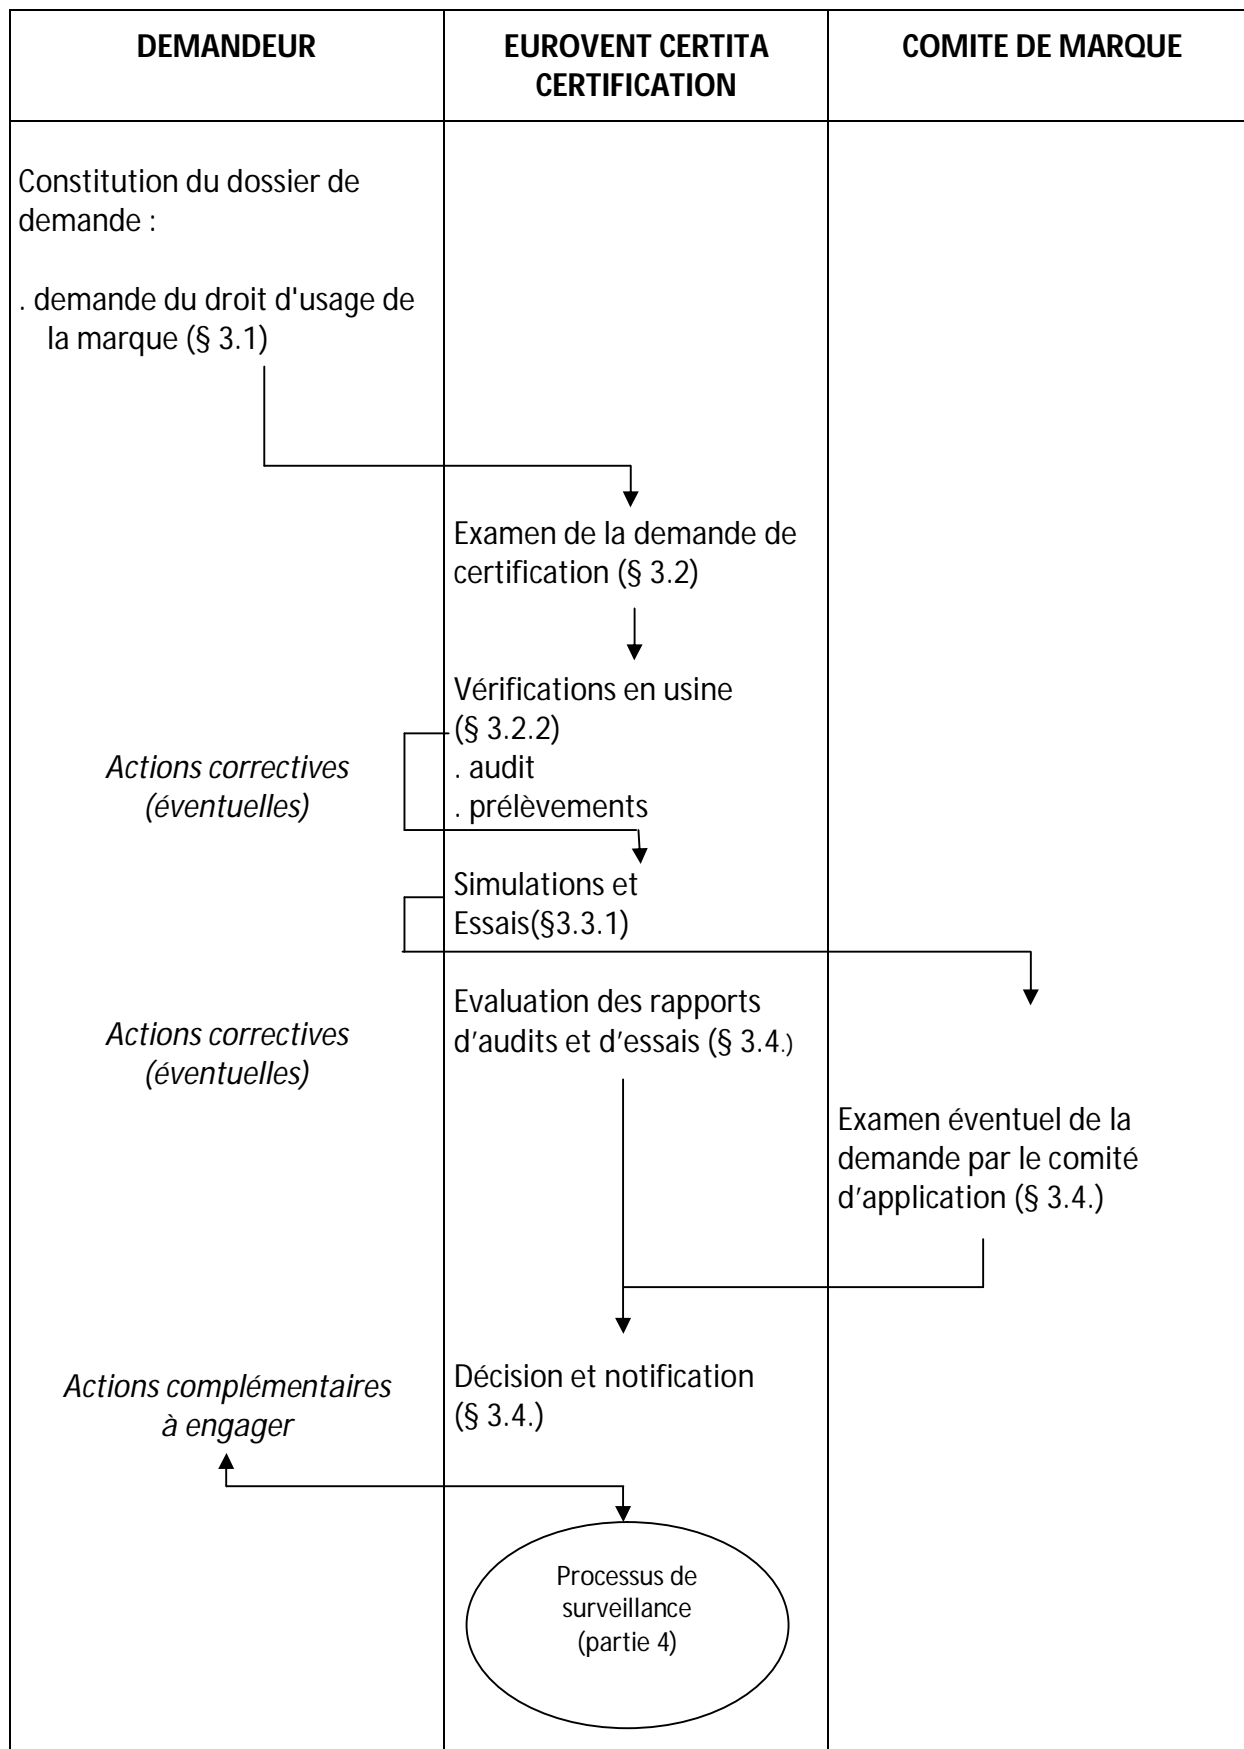 DEMANDEUR
EUROVENT CERTITA
CERTIFICATION
COMITE DE MARQUE
Constitution du dossier de
demande :
. demande du droit d'usage de
la marque (§ 3.1)
Examen de la demande de
certification (§ 3.2)
Vérifications en usine
(§ 3.2.2)
. audit
. prélèvements
Actions correctives
(éventuelles)
Simulations et
Essais(§3.3.1)
Evaluation des rapports
d’audits et d’essais (§ 3.4.)
Actions correctives
(éventuelles)
Examen éventuel de la
demande par le comité
d’application (§ 3.4.)
Décision et notification
(§ 3.4.)
Actions complémentaires
à engager
Processus de
surveillance
(partie 4)